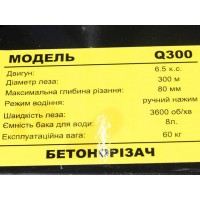 МОДЕЛЬ Q300
Двигун: 6.5 к.с.
Діаметр леза: 300 м
Максимальна глибина різання: 80 мм
Режим водіння: ручний нажим
Швидкість леза: 3600 об/хв
Ємність бака для води: 8л.
Експлуатаційна вага: 60 кг
БЕТОНОРІЗАЧ